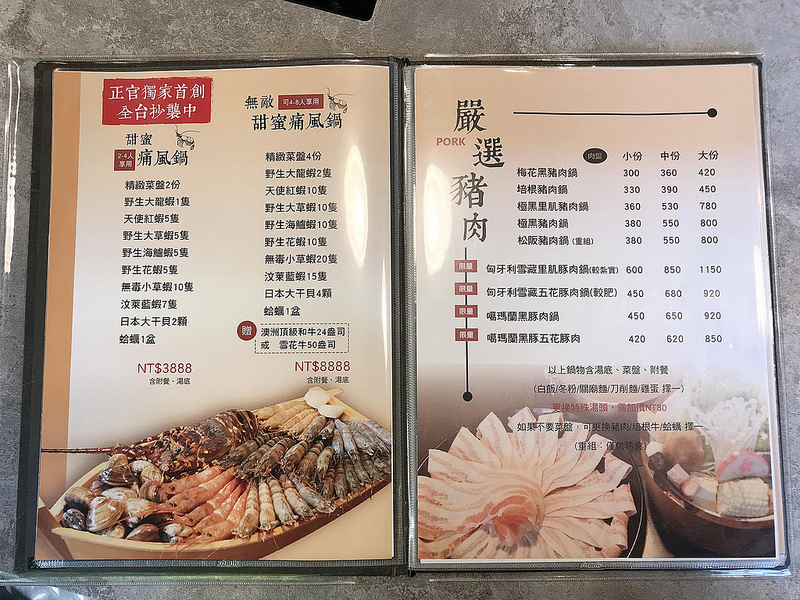 正官獨家首創
全台抄襲中
甜蜜
2-4人
享用
痛風鍋
精緻菜盤2份
野生大龍蝦1隻
天使紅蝦5隻
野生大草蝦5隻
野生海鱸蝦5隻
野生花蝦5隻
無毒小草蝦10隻
汶萊藍蝦7隻
日本大干貝2顆
蛤蠣1盆
NT$3888
含附餐、湯底
無敵 可4-8人享用
甜蜜痛風鍋
精緻菜盤4份
野生大龍蝦2隻
天使紅蝦10隻
野生大草蝦10隻
野生海鱸蝦10隻
野生花蝦10隻
無毒小草蝦20隻
汶萊藍蝦15隻
日本大干貝4顆
蛤蠣1盆
贈
澳洲頂級和牛24盎司
或 雪花牛50盎司
NT$8888
含附餐、湯底
嚴選豬肉
PORK
肉品 小份 中份 大份
梅花黑豬肉鍋 300 360 420
培根豬肉鍋 330 390 450
極黑里肌豬肉鍋 360 530 780
極黑豬肉鍋 380 550 800
松阪豬肉鍋(重組) 380 550 800
限量 匈牙利雪藏里肌豚肉鍋(較紮實) 600 850 1150
限量 匈牙利雪藏五花豚肉鍋(較肥) 450 680 920
限量 噶瑪蘭黑豚肉鍋 450 650 920
限量 噶瑪蘭黑豚五花豚肉 420 620 850
以上鍋物含湯底、菜盤、附餐
(白飯/冬粉/關廟麵/刀削麵/雞蛋 擇一)
更換特殊湯頭，需加價NT80
如果不要菜盤，可更換豬肉/培根牛/蛤蠣 擇一
(重組：僅供熟食)